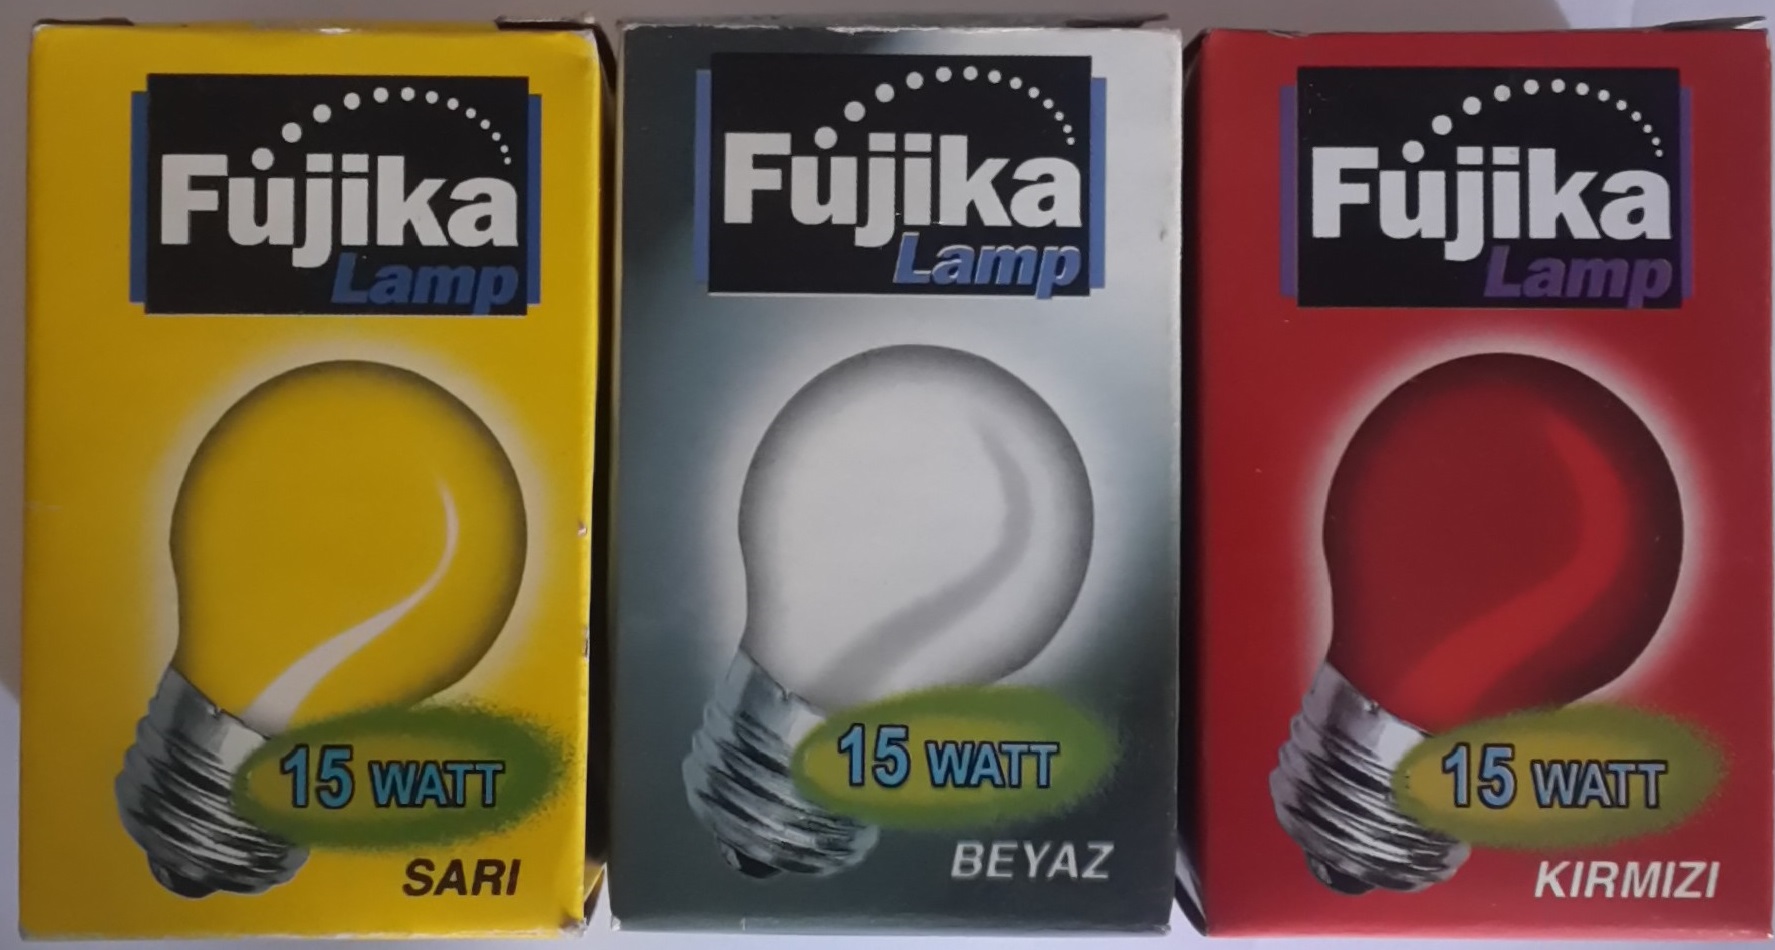 Fujika
Lamp
15 WATT
SARI
Fujika
Lamp
15 WATT
BEYAZ
Fujika
Lamp
15 WATT
KIRMIZI